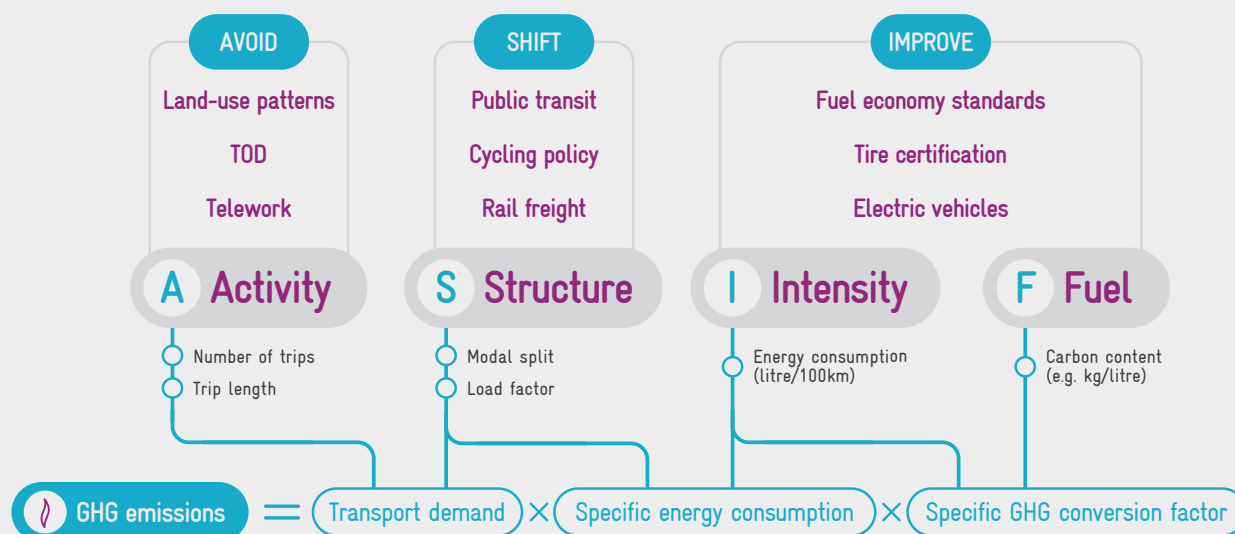 AVOID
Land-use patterns
TOD
Telework
A Activity
Number of trips
Trip length
SHIFT
Public transit
Cycling policy
Rail freight
S Structure
Modal split
Load factor
IMPROVE
Fuel economy standards
Tire certification
Electric vehicles
I Intensity
Energy consumption
(litre/100km)
F Fuel
Carbon content
(e.g. kg/litre)
GHG emissions = Transport demand × Specific energy consumption × Specific GHG conversion factor